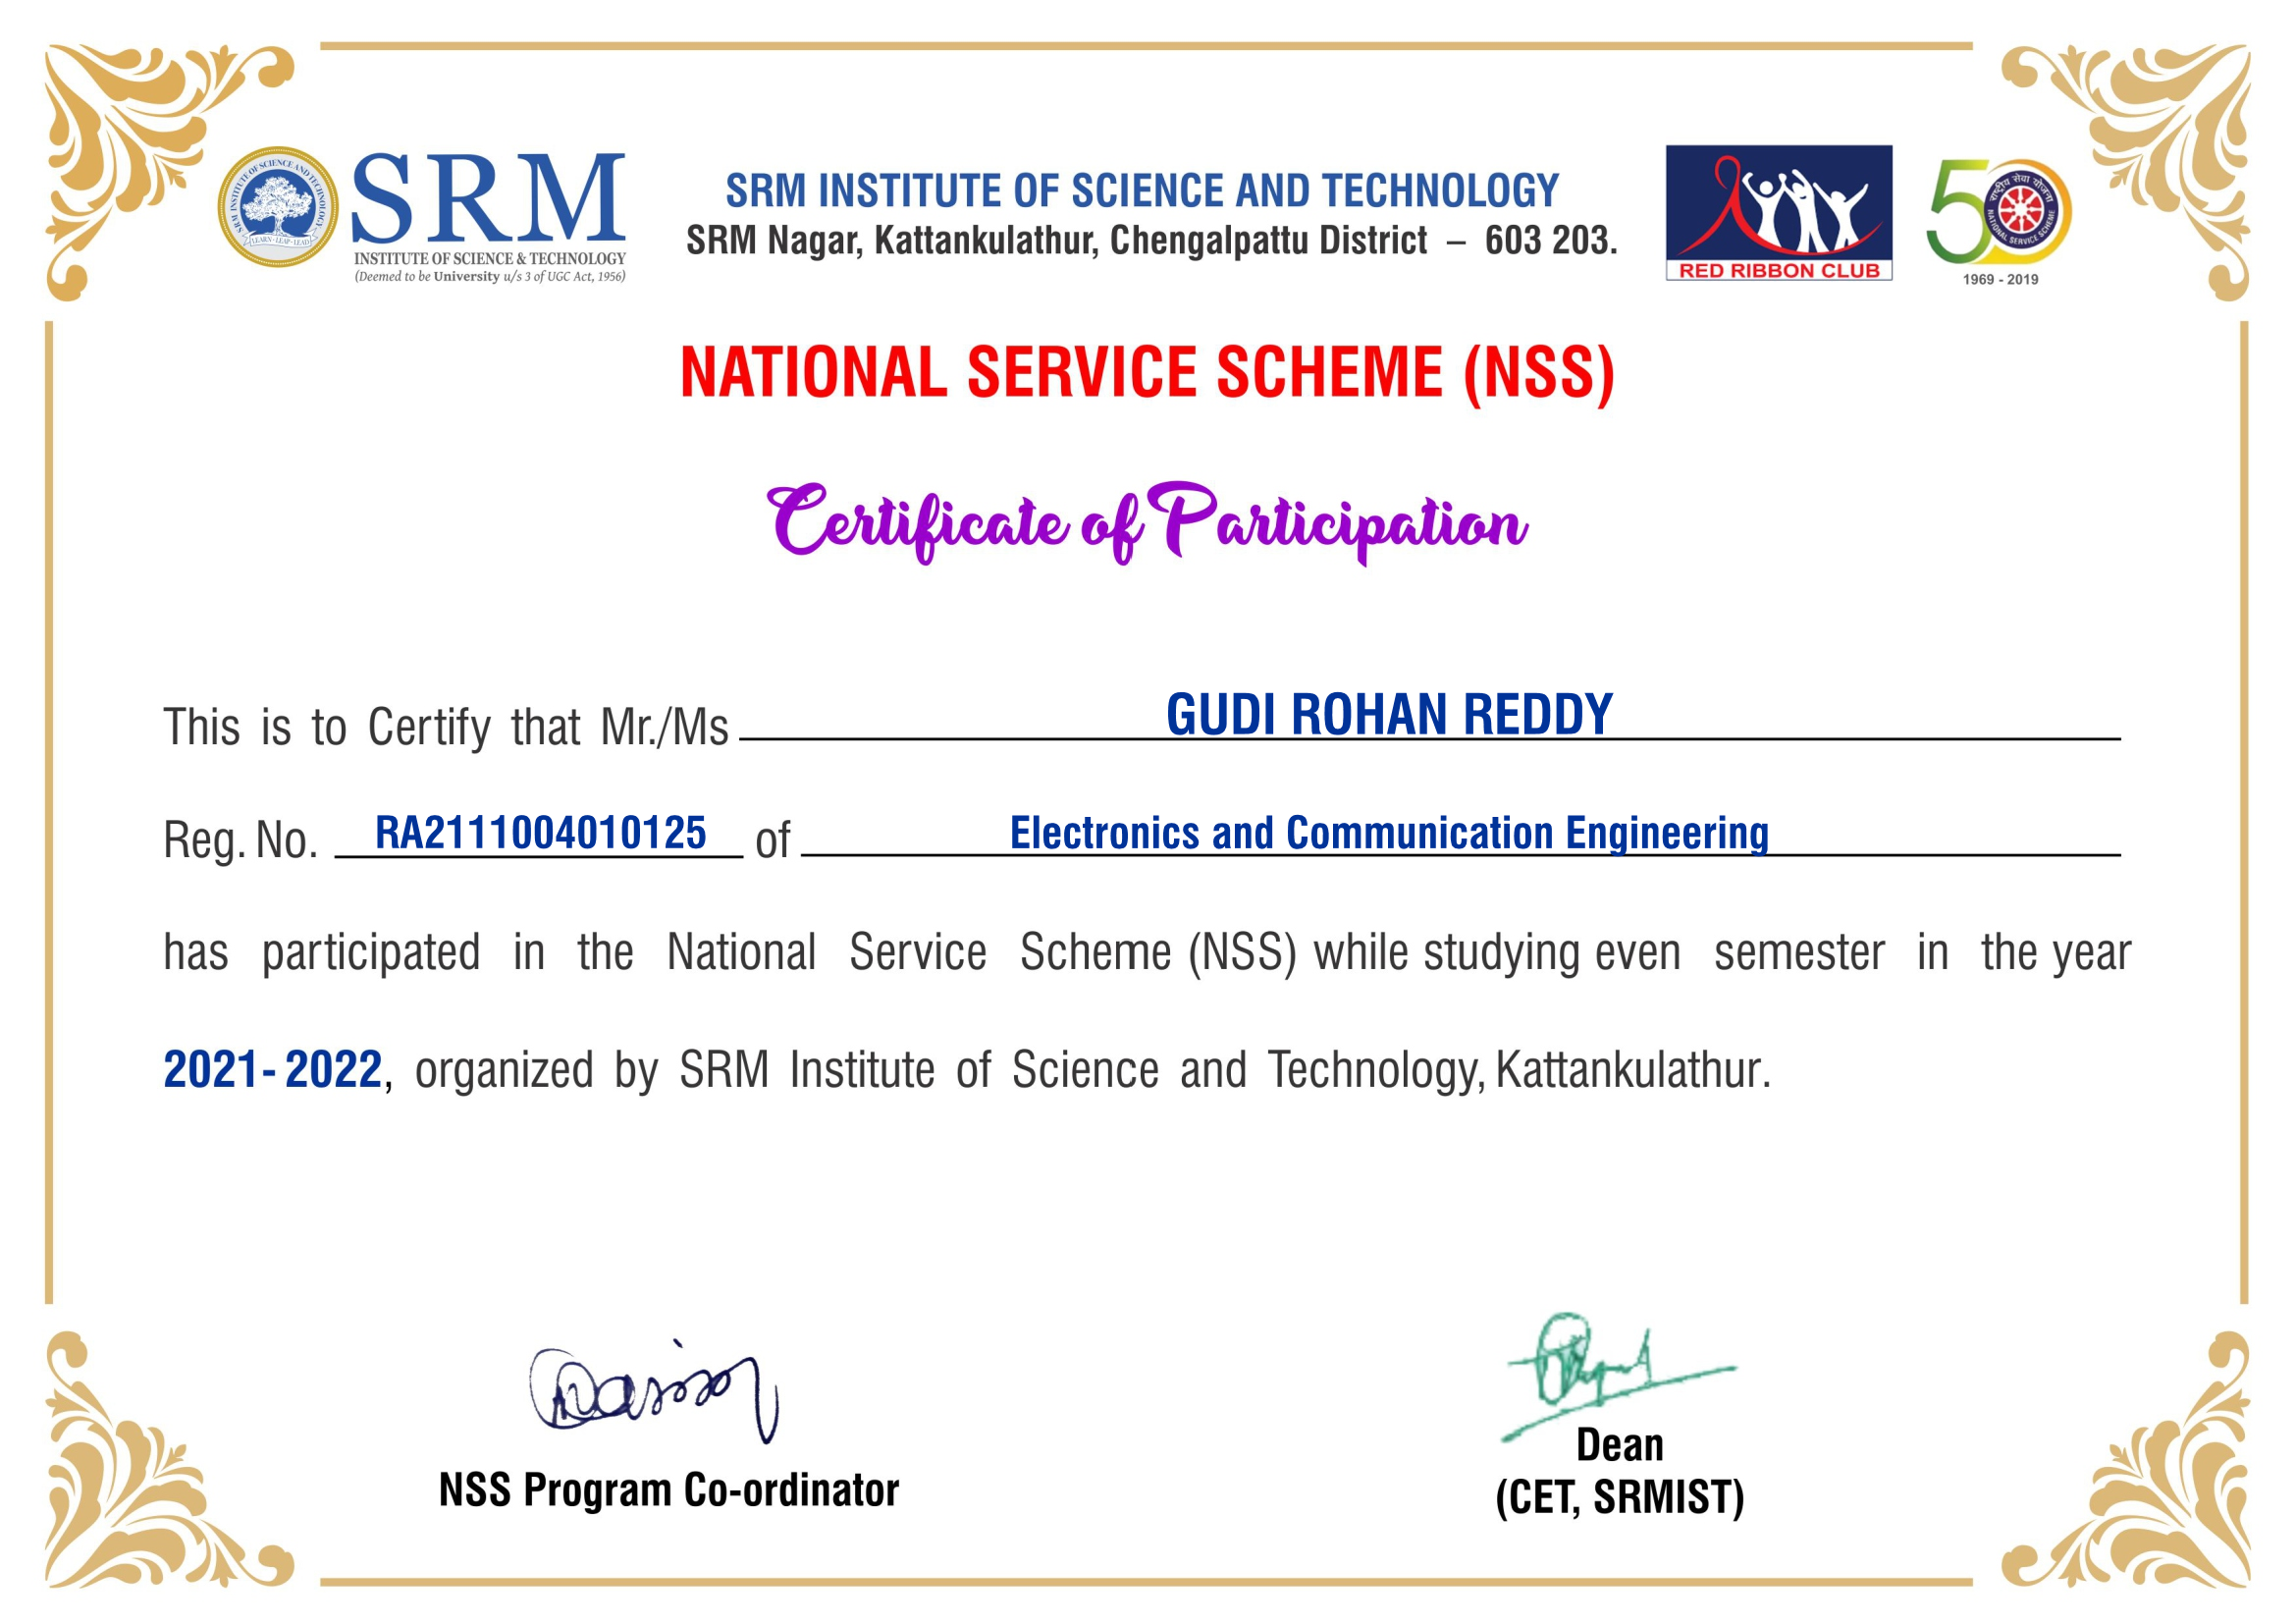 SRM INSTITUTE OF SCIENCE AND TECHNOLOGY
LEARN - LEAP - LEAD
SRM
INSTITUTE OF SCIENCE & TECHNOLOGY
(Deemed to be University u/s 3 of UGC Act, 1956)
SRM INSTITUTE OF SCIENCE AND TECHNOLOGY
SRM Nagar, Kattankulathur, Chengalpattu District – 603 203.
RED RIBBON CLUB
50
राष्ट्रीय सेवा योजना
NATIONAL SERVICE SCHEME
1969 - 2019
NATIONAL SERVICE SCHEME (NSS)
Certificate of Participation
This is to Certify that Mr./Ms GUDI ROHAN REDDY
Reg. No. RA2111004010125 of Electronics and Communication Engineering
has participated in the National Service Scheme (NSS) while studying even semester in the year
2021- 2022, organized by SRM Institute of Science and Technology, Kattankulathur.
NSS Program Co-ordinator
Dean
(CET, SRMIST)